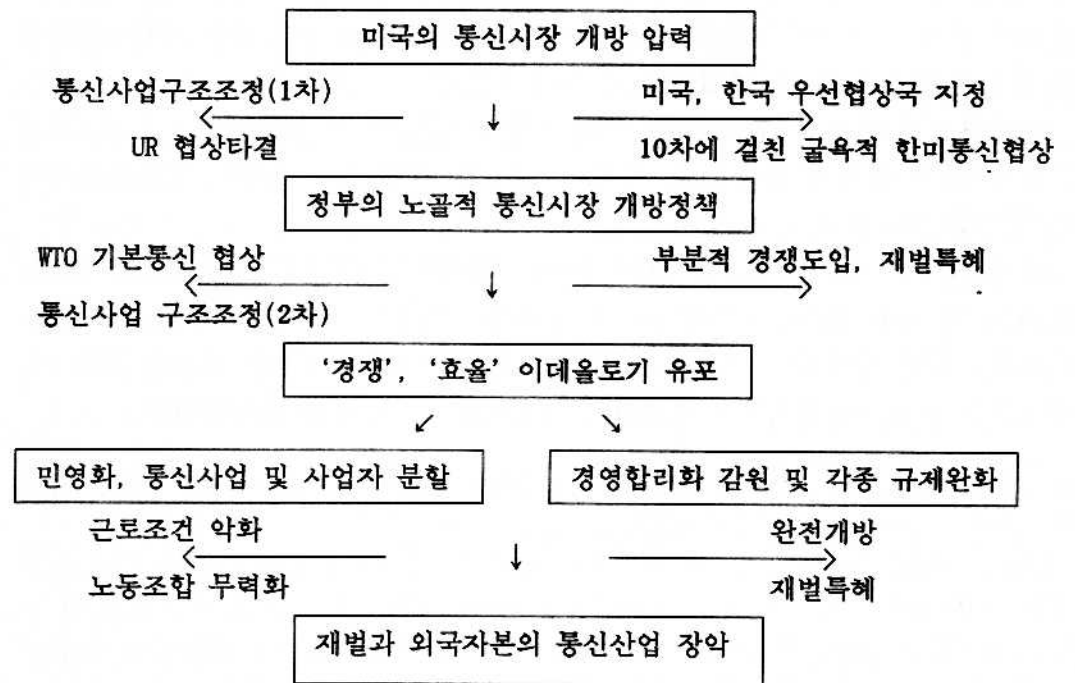 미국의 통신시장 개방 압력
통신사업구조조정(1차)
미국, 한국 우선협상국 지정
↓
UR 협상타결
10차에 걸친 굴욕적 한미통신협상
정부의 노골적 통신시장 개방정책
WTO 기본통신 협상
부분적 경쟁도입, 재벌특혜
↓
통신사업 구조조정(2차)
‘경쟁’, ‘효율’ 이데올로기 유포
↙ ↘
민영화, 통신사업 및 사업자 분할
경영합리화 감원 및 각종 규제완화
근로조건 악화
완전개방
↓
노동조합 무력화
재벌특혜
재벌과 외국자본의 통신산업 장악